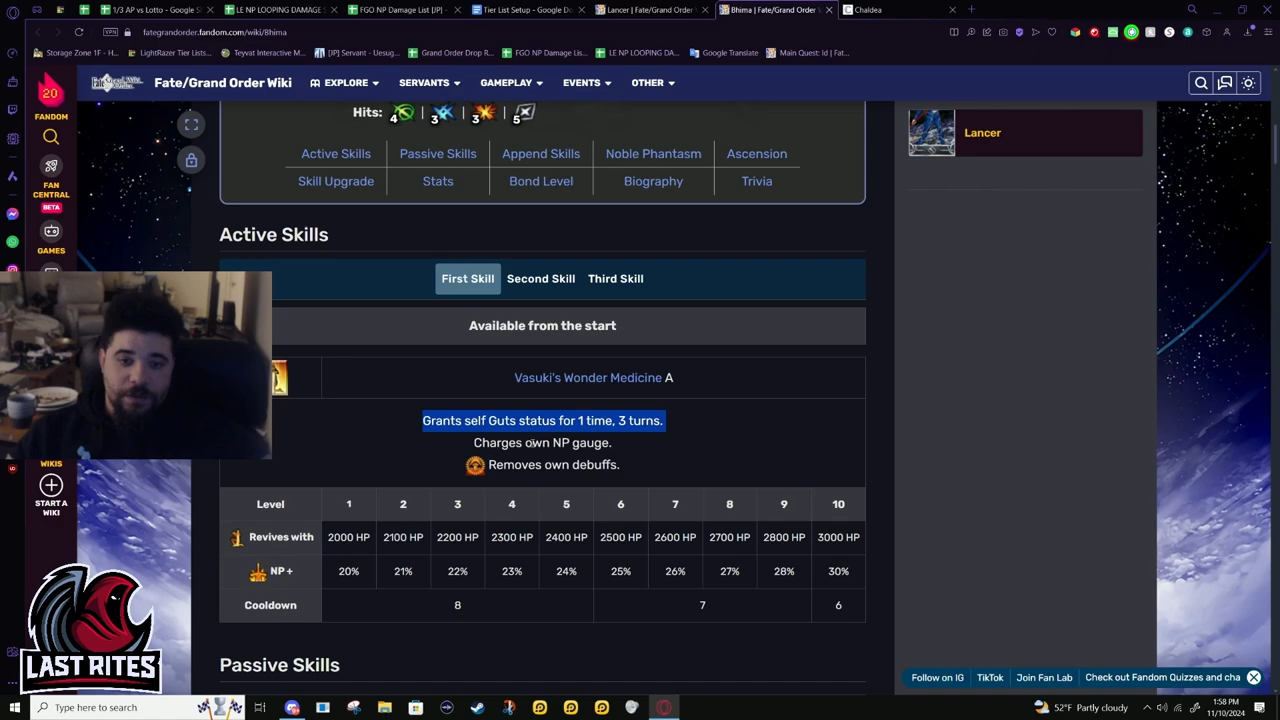 1/3 AP vs Lotto - Google S
LE NP LOOPING DAMAGE
FGO NP Damage List [JP] -
Tier List Setup - Google Do
Lancer | Fate/Grand Order
Bhima | Fate/Grand Order
Chaldea
VPN fategrandorder.fandom.com/wiki/Bhima
Storage Zone 1F - H...
LightRazer Tier Lists...
Teyvat Interactive M...
[JP] Servant - Uesug...
Grand Order Drop R...
FGO NP Damage Lis...
LE NP LOOPING DA...
Google Translate
Main Quest: Id | Fat...
20
FANDOM
Fate/Grand Order Wiki
EXPLORE
SERVANTS
GAMEPLAY
EVENTS
OTHER
FAN CENTRAL
BETA
GAMES
WIKIS
START A WIKI
Hits: 4 | 3 | 3 | 5
Active Skills Passive Skills Append Skills Noble Phantasm Ascension
Skill Upgrade Stats Bond Level Biography Trivia
Lancer
Active Skills
First Skill Second Skill Third Skill
Available from the start
Vasuki's Wonder Medicine A
Grants self Guts status for 1 time, 3 turns.
Charges own NP gauge.
Removes own debuffs.
Level 1 2 3 4 5 6 7 8 9 10
Revives with 2000 HP 2100 HP 2200 HP 2300 HP 2400 HP 2500 HP 2600 HP 2700 HP 2800 HP 3000 HP
NP + 20% 21% 22% 23% 24% 25% 26% 27% 28% 30%
Cooldown 8 7 6
Passive Skills
LAST RITES
Follow on IG TikTok Join Fan Lab Check out Fandom Quizzes and cha
Type here to search
52°F Partly cloudy
1:58 PM
11/10/2024